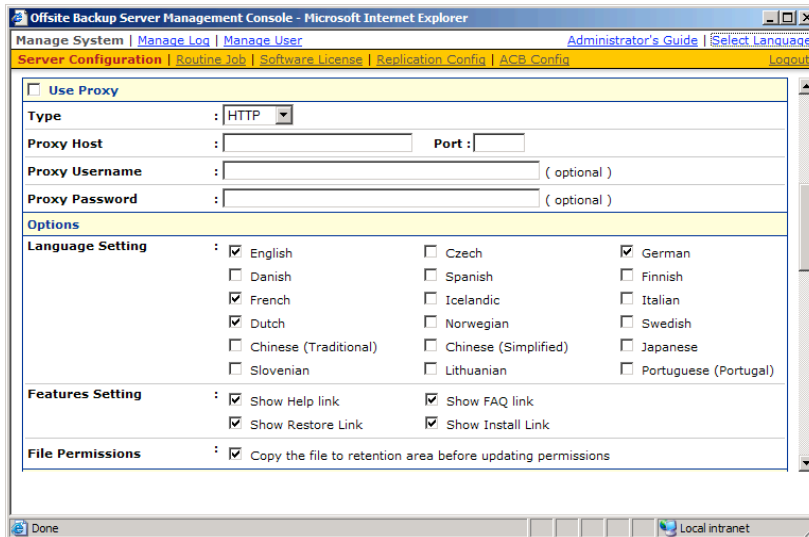 Offsite Backup Server Management Console - Microsoft Internet Explorer
Manage System | Manage Log | Manage User Administrator's Guide | Select Language
Server Configuration | Routine Job | Software License | Replication Config | ACB Config Logout
Use Proxy
Type : HTTP
Proxy Host : Port :
Proxy Username : ( optional )
Proxy Password : ( optional )
Options
Language Setting : English Czech German
Danish Spanish Finnish
French Icelandic Italian
Dutch Norwegian Swedish
Chinese (Traditional) Chinese (Simplified) Japanese
Slovenian Lithuanian Portuguese (Portugal)
Features Setting : Show Help link Show FAQ link
Show Restore Link Show Install Link
File Permissions : Copy the file to retention area before updating permissions
Done Local intranet